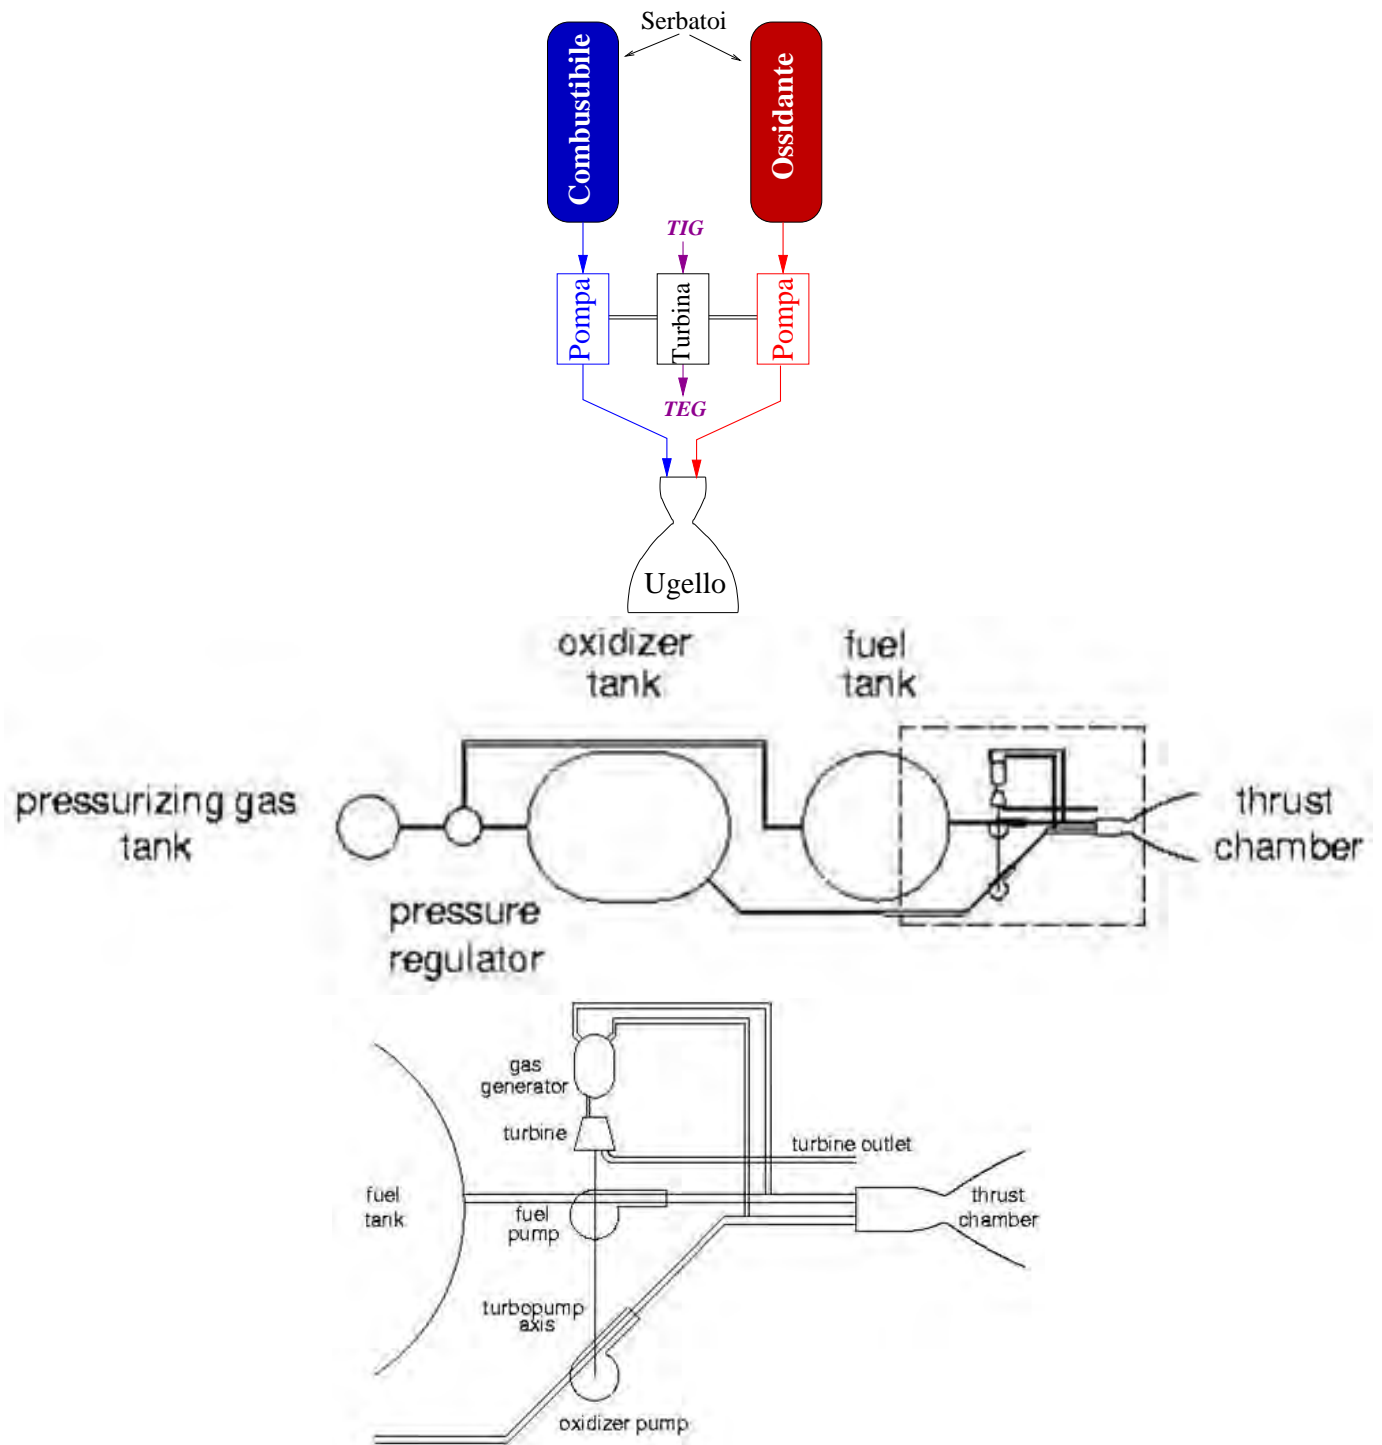 Serbatoi
Combustibile
Ossidante
TIG
Pompa
Turbina
Pompa
TEG
Ugello
oxidizer
tank
fuel
tank
pressurizing gas
tank
thrust
chamber
pressure
regulator
gas
generator
turbine
turbine outlet
fuel
tank
fuel
pump
thrust
chamber
turbopump
axis
oxidizer pump